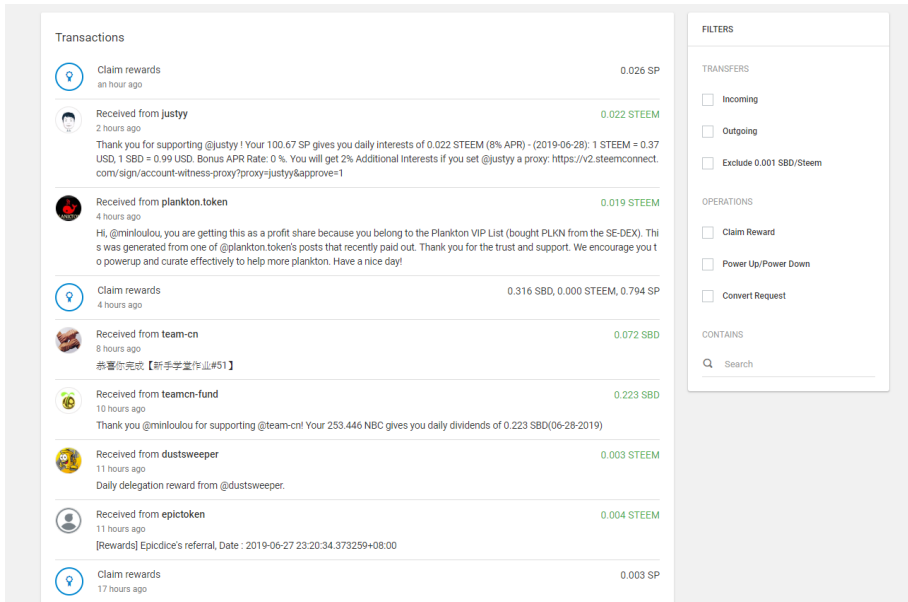 Transactions
Claim rewards
0.026 SP
an hour ago
Received from justyy
0.022 STEEM
2 hours ago
Thank you for supporting @justyy ! Your 100.67 SP gives you daily interests of 0.022 STEEM (8% APR) - (2019-06-28): 1 STEEM = 0.37
USD, 1 SBD = 0.99 USD. Bonus APR Rate: 0 %. You will get 2% Additional Interests if you set @justyy a proxy: https://v2.steemconnect.
com/sign/account-witness-proxy?proxy=justyy&approve=1
Received from plankton.token
0.019 STEEM
4 hours ago
Hi, @minloulou, you are getting this as a profit share because you belong to the Plankton VIP List (bought PLKN from the SE-DEX). Thi
s was generated from one of @plankton.token's posts that recently paid out. Thank you for the trust and support. We encourage you t
o powerup and curate effectively to help more plankton. Have a nice day!
Claim rewards
0.316 SBD, 0.000 STEEM, 0.794 SP
4 hours ago
Received from team-cn
0.072 SBD
8 hours ago
恭喜你完成【新手学堂作业#51】
Received from teamcn-fund
0.223 SBD
10 hours ago
Thank you @minloulou for supporting @team-cn! Your 253.446 NBC gives you daily dividends of 0.223 SBD(06-28-2019)
Received from dustsweeper
0.003 STEEM
11 hours ago
Daily delegation reward from @dustsweeper.
Received from epictoken
0.004 STEEM
11 hours ago
[Rewards] Epicdice's referral, Date : 2019-06-27 23:20:34.373259+08:00
Claim rewards
0.003 SP
17 hours ago
FILTERS
TRANSFERS
Incoming
Outgoing
Exclude 0.001 SBD/Steem
OPERATIONS
Claim Reward
Power Up/Power Down
Convert Request
CONTAINS
Search